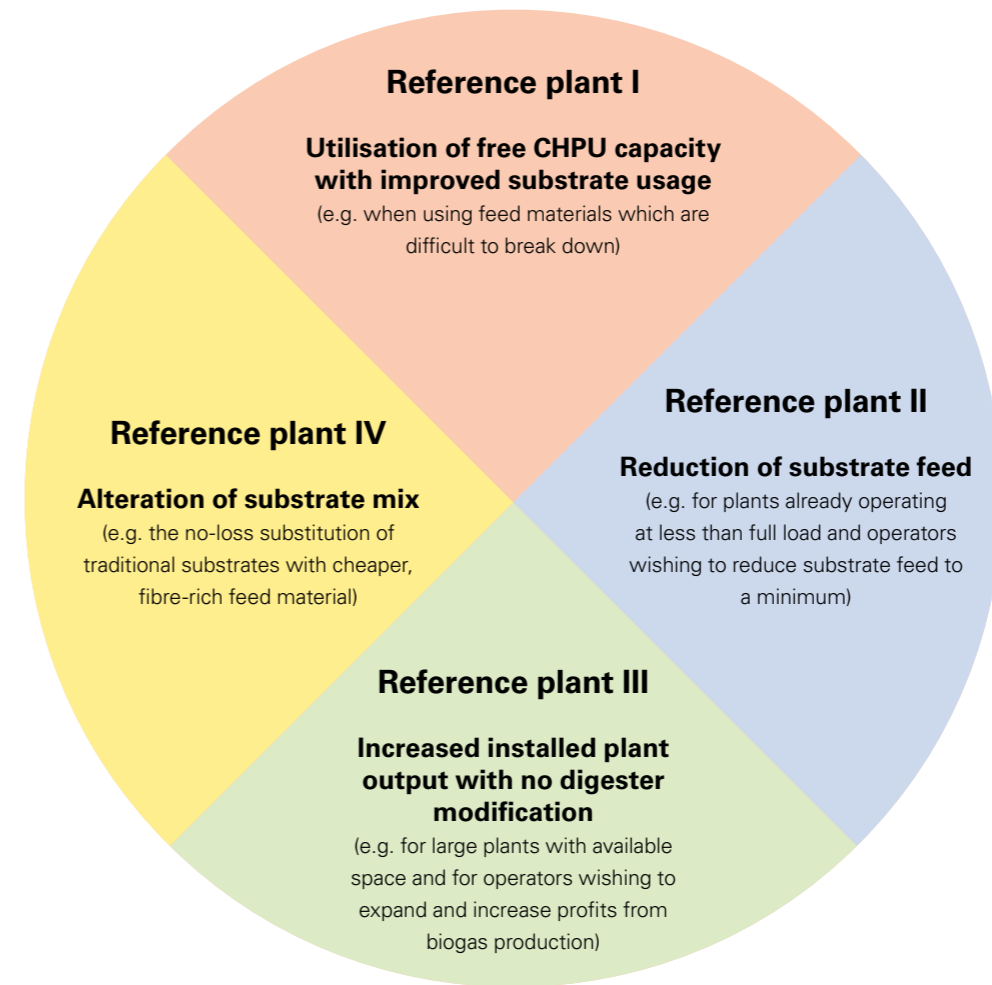 Reference plant I
Utilisation of free CHPU capacity
with improved substrate usage
(e.g. when using feed materials which are
difficult to break down)
Reference plant II
Reduction of substrate feed
(e.g. for plants already operating
at less than full load and operators
wishing to reduce substrate feed to
a minimum)
Reference plant III
Increased installed plant
output with no digester
modification
(e.g. for large plants with available
space and for operators wishing to
expand and increase profits from
biogas production)
Reference plant IV
Alteration of substrate mix
(e.g. the no-loss substitution of
traditional substrates with cheaper,
fibre-rich feed material)